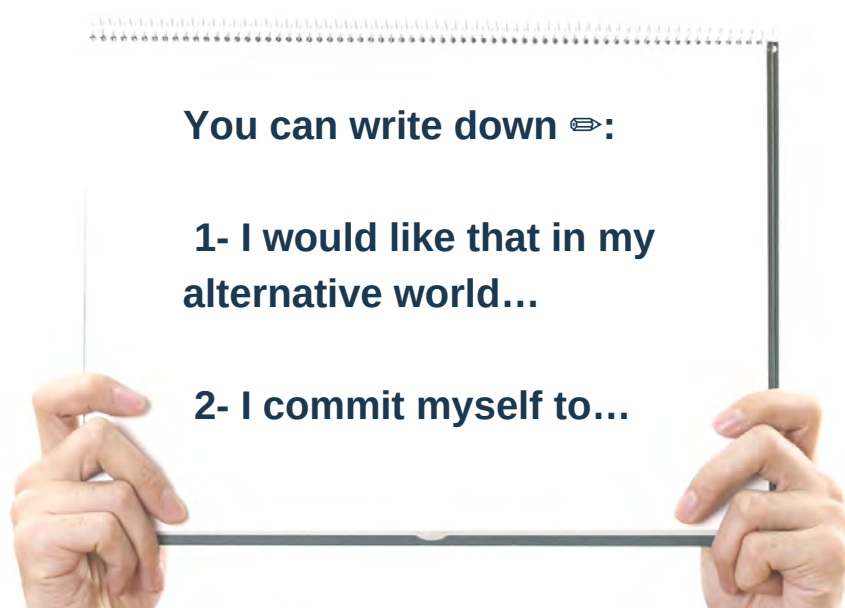 You can write down ✏:
1- I would like that in my
alternative world…
2- I commit myself to…